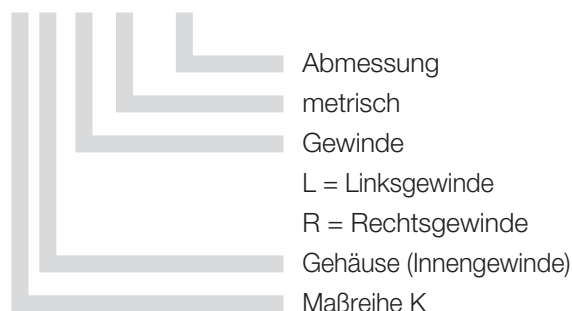 Abmessung
metrisch
Gewinde
L = Linksgewinde
R = Rechtsgewinde
Gehäuse (Innengewinde)
Maßreihe K